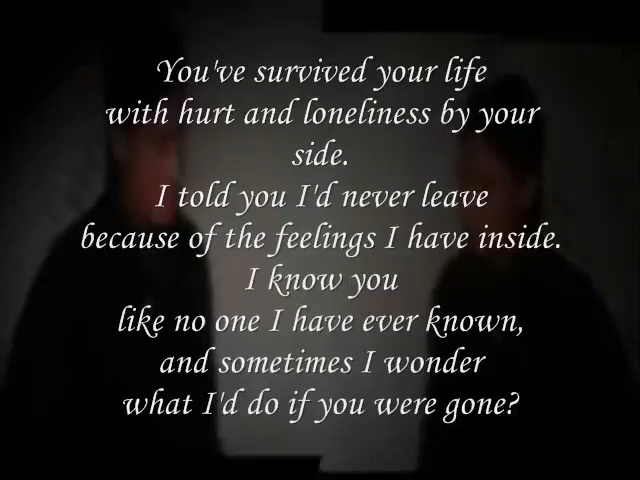 You've survived your life
with hurt and loneliness by your
side.
I told you I'd never leave
because of the feelings I have inside.
I know you
like no one I have ever known,
and sometimes I wonder
what I'd do if you were gone?